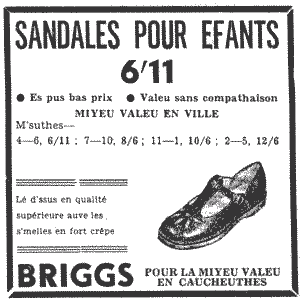 SANDALES POUR EFANTS
6/11
● Es pus bas prix ● Valeu sans compathaison
MIYEU VALEU EN VILLE
M'suthes—
4—6, 6/11 ; 7—10, 8/6 ; 11—1, 10/6 ; 2—5, 12/6
Lé d'ssus en qualité
supérieure auve les
s'melles en fort crêpe
BRIGGS
POUR LA MIYEU VALEU
EN CAUCHEUTHES